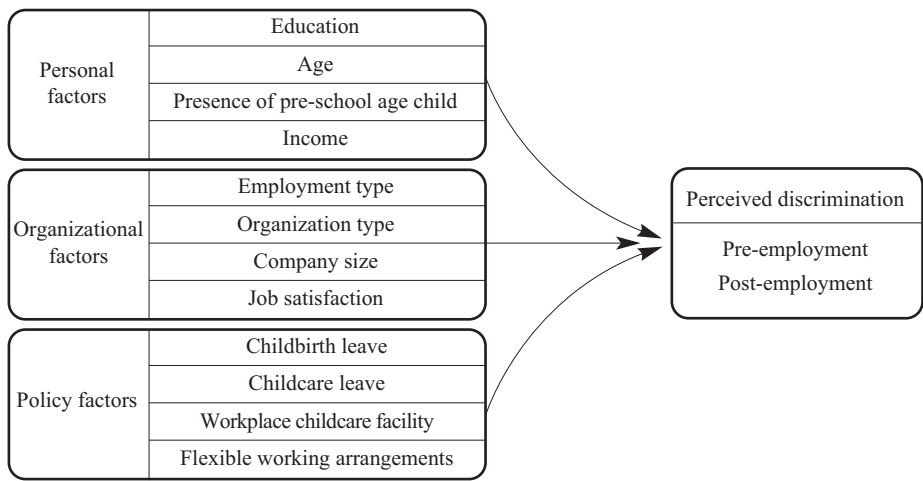 Personal
factors
Education
Age
Presence of pre-school age child
Income
Organizational
factors
Employment type
Organization type
Company size
Job satisfaction
Policy factors
Childbirth leave
Childcare leave
Workplace childcare facility
Flexible working arrangements
Perceived discrimination
Pre-employment
Post-employment